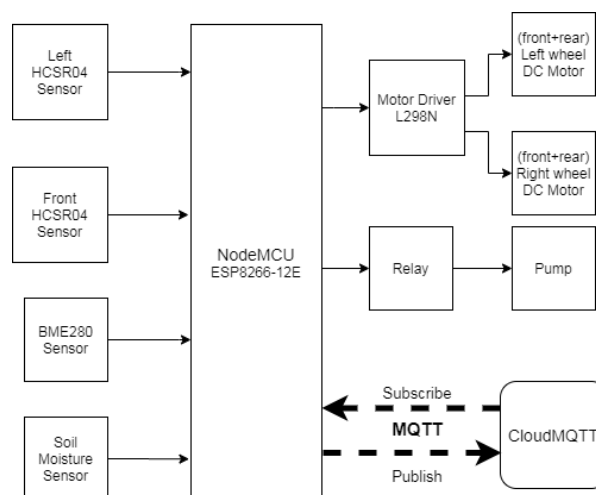 Left
HCSR04
Sensor
Front
HCSR04
Sensor
BME280
Sensor
Soil
Moisture
Sensor
NodeMCU
ESP8266-12E
Motor Driver
L298N
(front+rear)
Left wheel
DC Motor
(front+rear)
Right wheel
DC Motor
Relay
Pump
Subscribe
MQTT
Publish
CloudMQTT